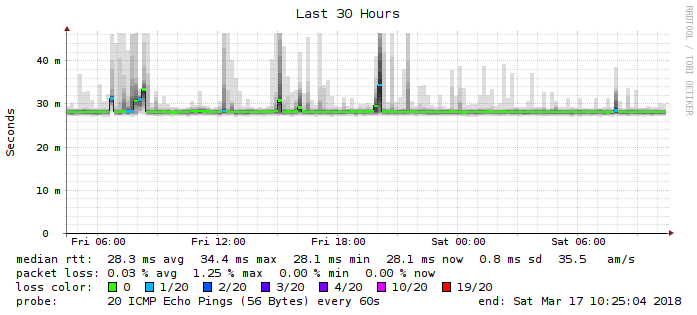 Last 30 Hours
RRDTOOL / TOBI OETIKER
Seconds
40 m
30 m
20 m
10 m
0
Fri 06:00 Fri 12:00 Fri 18:00 Sat 00:00 Sat 06:00
median rtt: 28.3 ms avg 34.4 ms max 28.1 ms min 28.1 ms now 0.8 ms sd 35.5 am/s
packet loss: 0.03 % avg 1.25 % max 0.00 % min 0.00 % now
loss color: 0 1/20 2/20 3/20 4/20 10/20 19/20
probe: 20 ICMP Echo Pings (56 Bytes) every 60s end: Sat Mar 17 10:25:04 2018